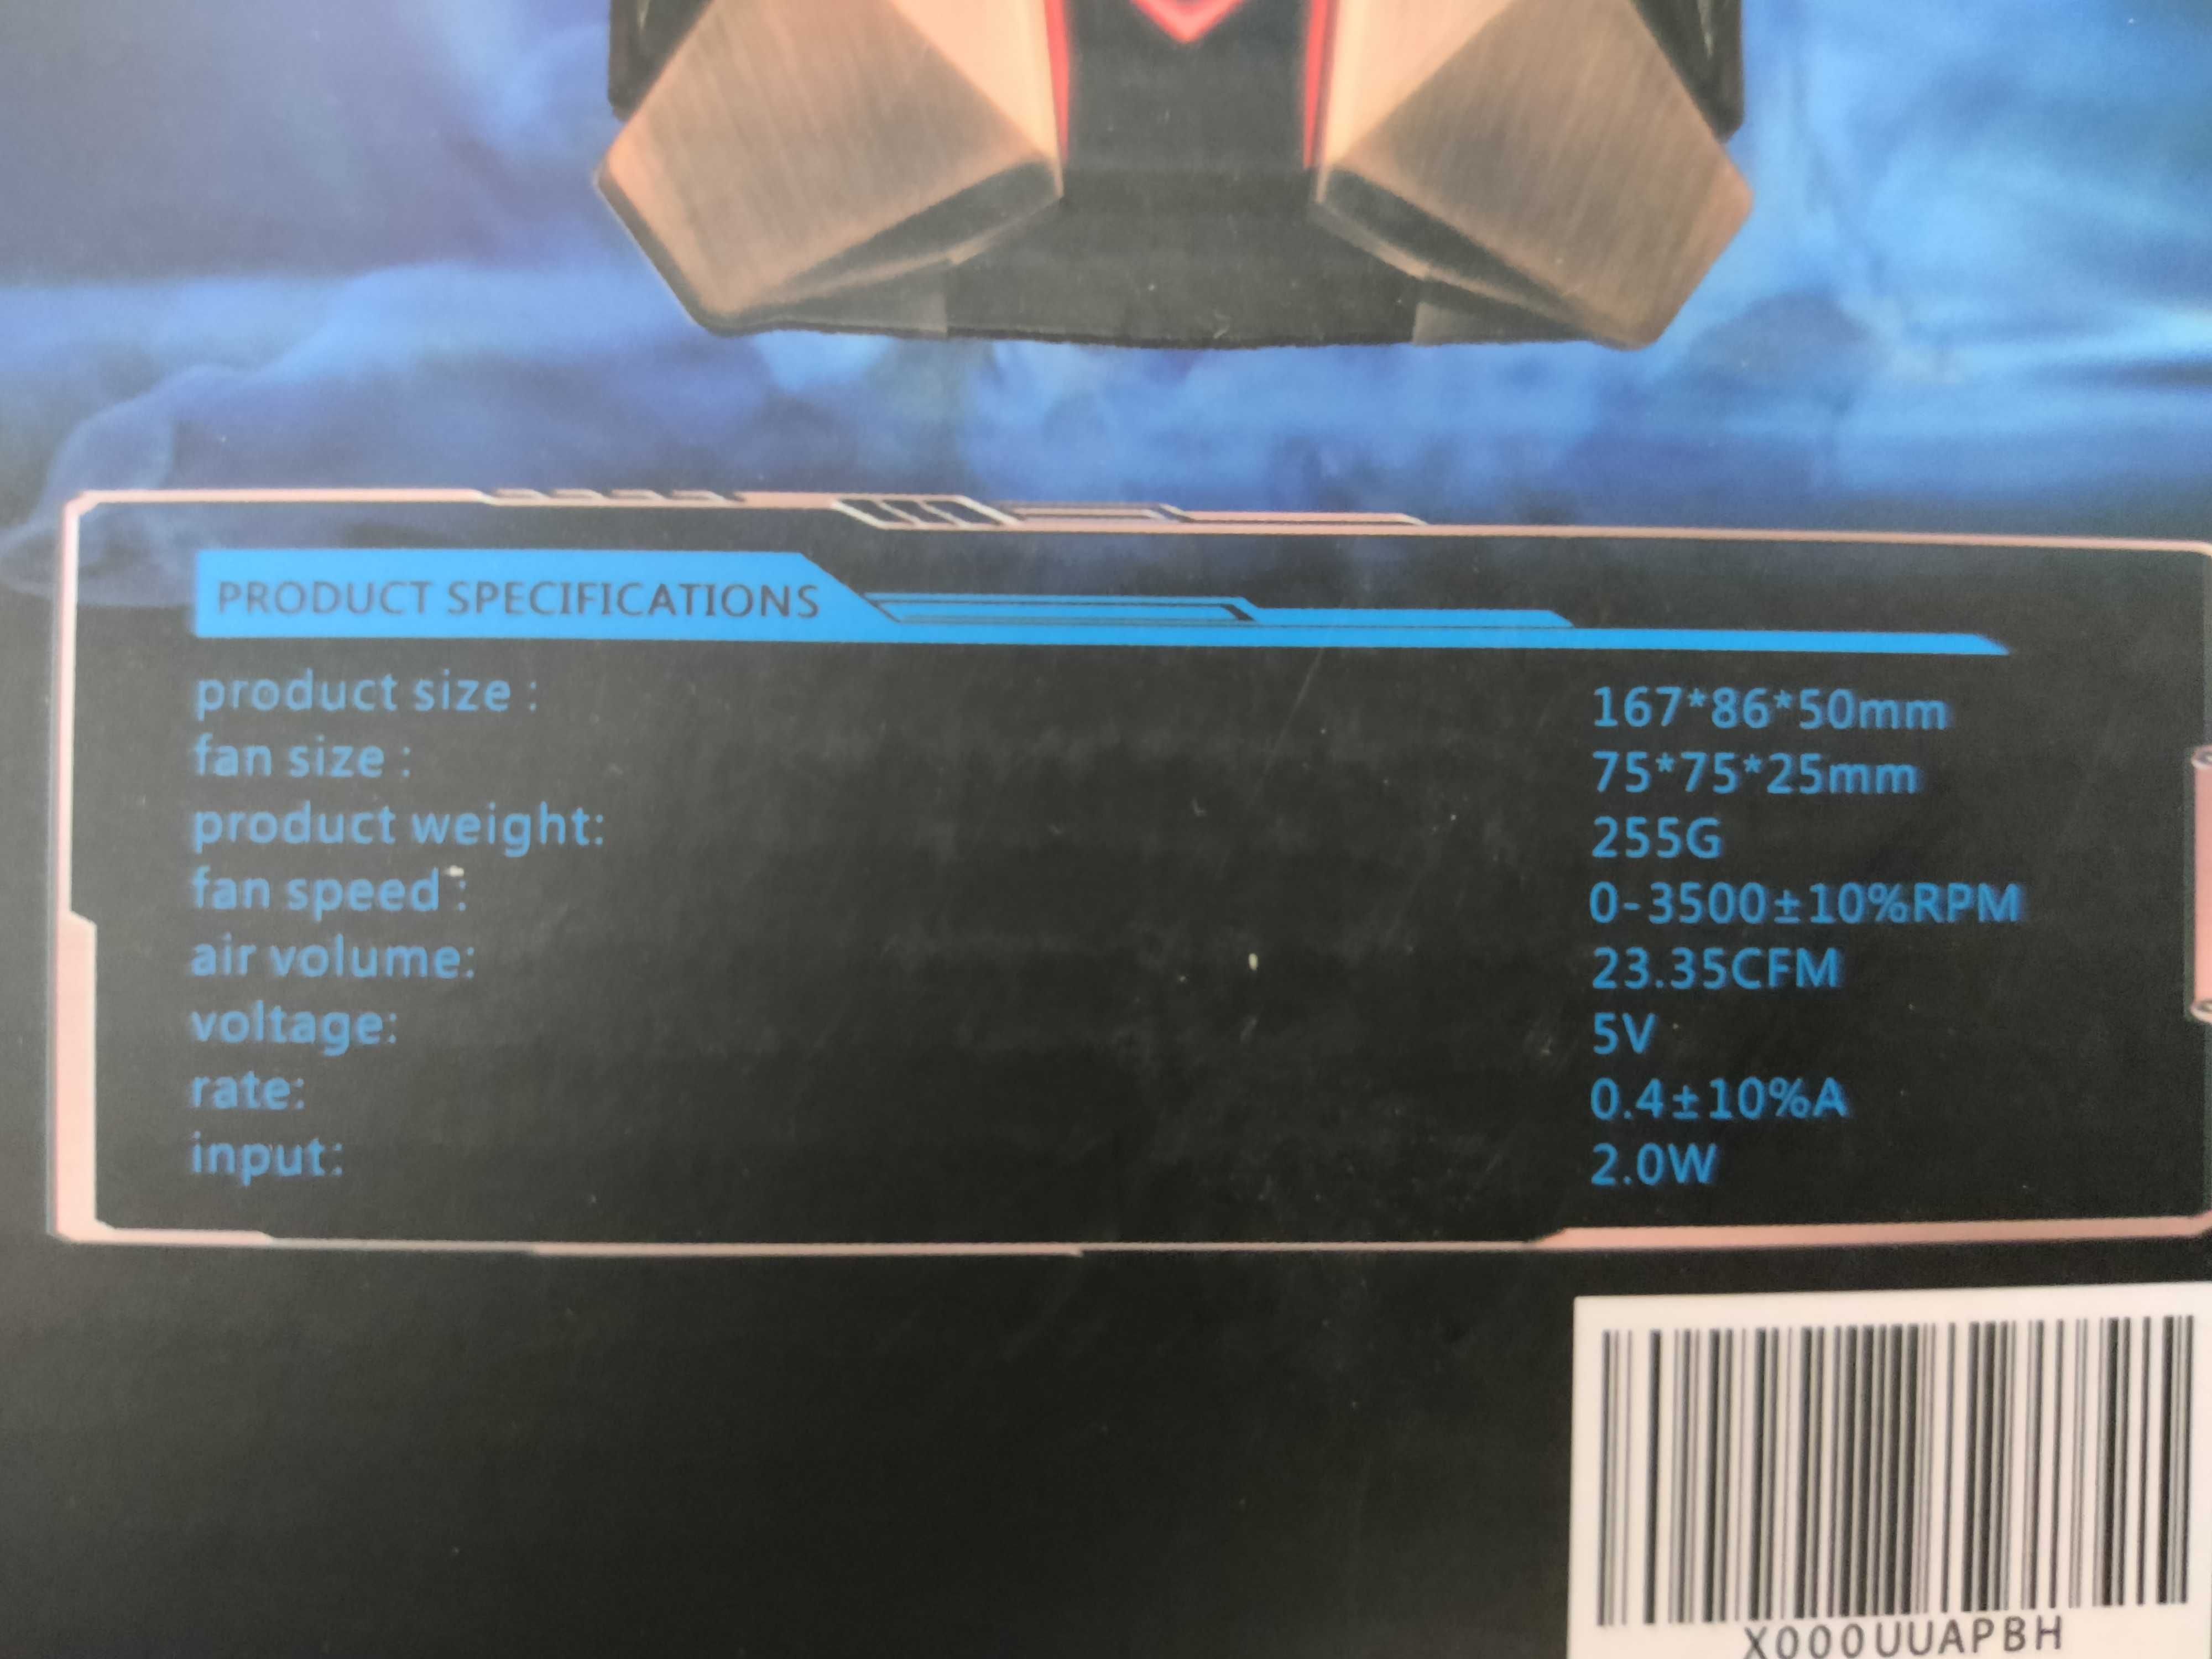 PRODUCT SPECIFICATIONS
product size : 167*86*50mm
fan size : 75*75*25mm
product weight: 255G
fan speed : 0-3500±10%RPM
air volume: 23.35CFM
voltage: 5V
rate: 0.4±10%A
input: 2.0W
X000UUAPBH